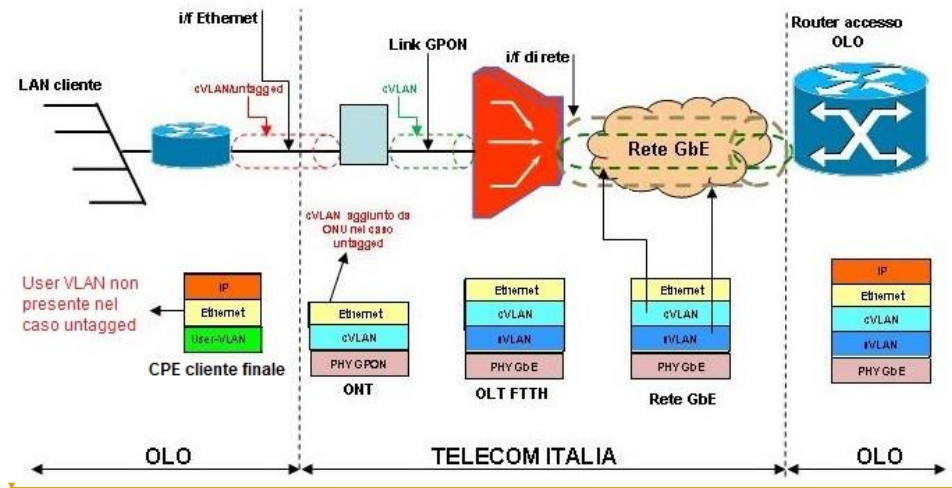 i/f Ethernet
Router accesso
OLO
Link GPON
i/f di rete
LAN cliente
cVLAN/untagged
cVLAN
Rete GbE
cVLAN aggiunto da
ONU nel caso
untagged
User VLAN non
presente nel
caso untagged
IP
Ethernet
User-VLAN
CPE cliente finale
Ethernet
cVLAN
PHY GPON
ONT
Ethernet
cVLAN
sVLAN
PHY GbE
OLT FTTH
Ethernet
cVLAN
sVLAN
PHY GbE
Rete GbE
IP
Ethernet
cVLAN
sVLAN
PHY GbE
OLO
TELECOM ITALIA
OLO